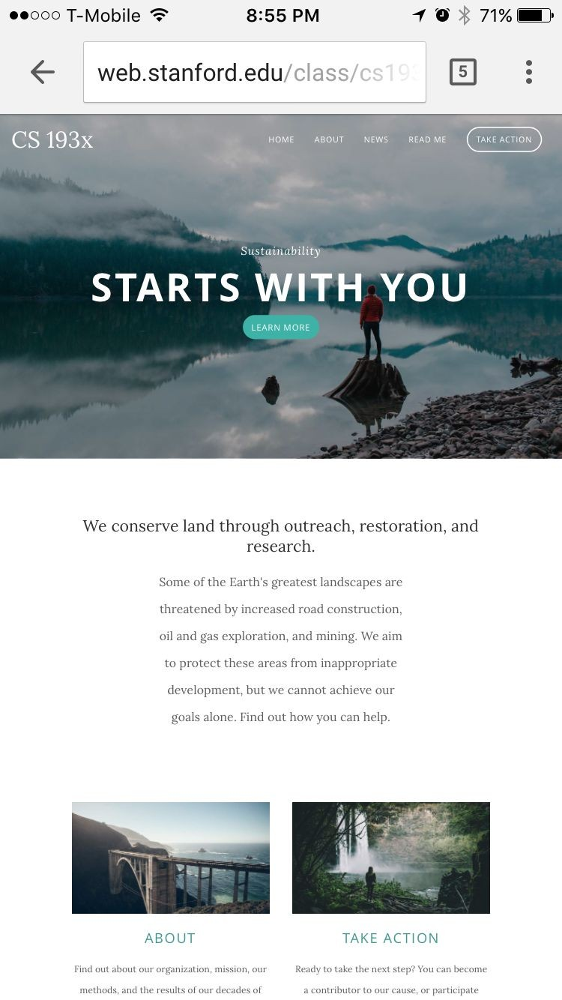 T-Mobile 8:55 PM 71%
web.stanford.edu/class/cs193 5
CS 193x HOME ABOUT NEWS READ ME TAKE ACTION
Sustainability
STARTS WITH YOU
LEARN MORE
We conserve land through outreach, restoration, and
research.
Some of the Earth's greatest landscapes are
threatened by increased road construction,
oil and gas exploration, and mining. We aim
to protect these areas from inappropriate
development, but we cannot achieve our
goals alone. Find out how you can help.
ABOUT
Find out about our organization, mission, our
methods, and the results of our decades of
TAKE ACTION
Ready to take the next step? You can become
a contributor to our cause, or participate